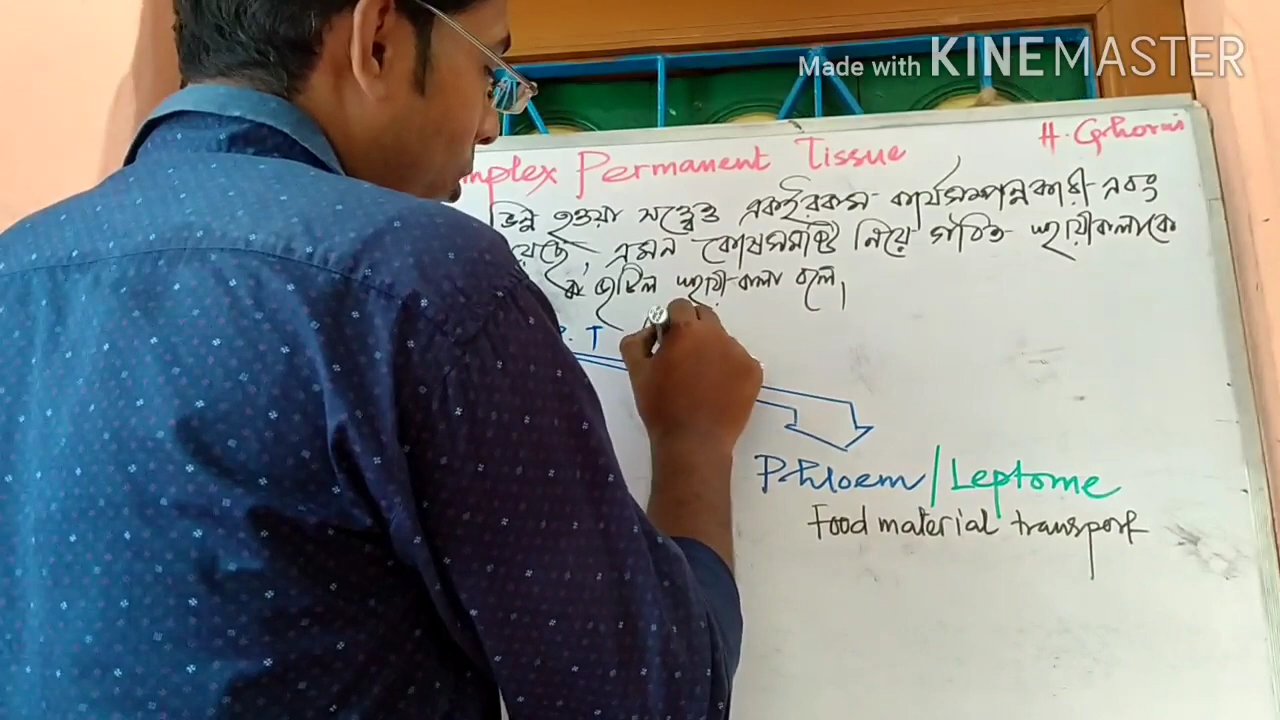 Made with KINEMASTER
mplex Permanent Tissue
H. Ghorui
ভিন্ন হওয়া সত্ত্বেও একইরকম কার্যসম্পন্নকারী এবং
য়েছে, এমন কোষসমষ্টি নিয়ে গঠিত স্থায়ীকলাকে
জটিল স্থায়ীকলা বলে।
P. T
Phloem/Leptome
Food material transport